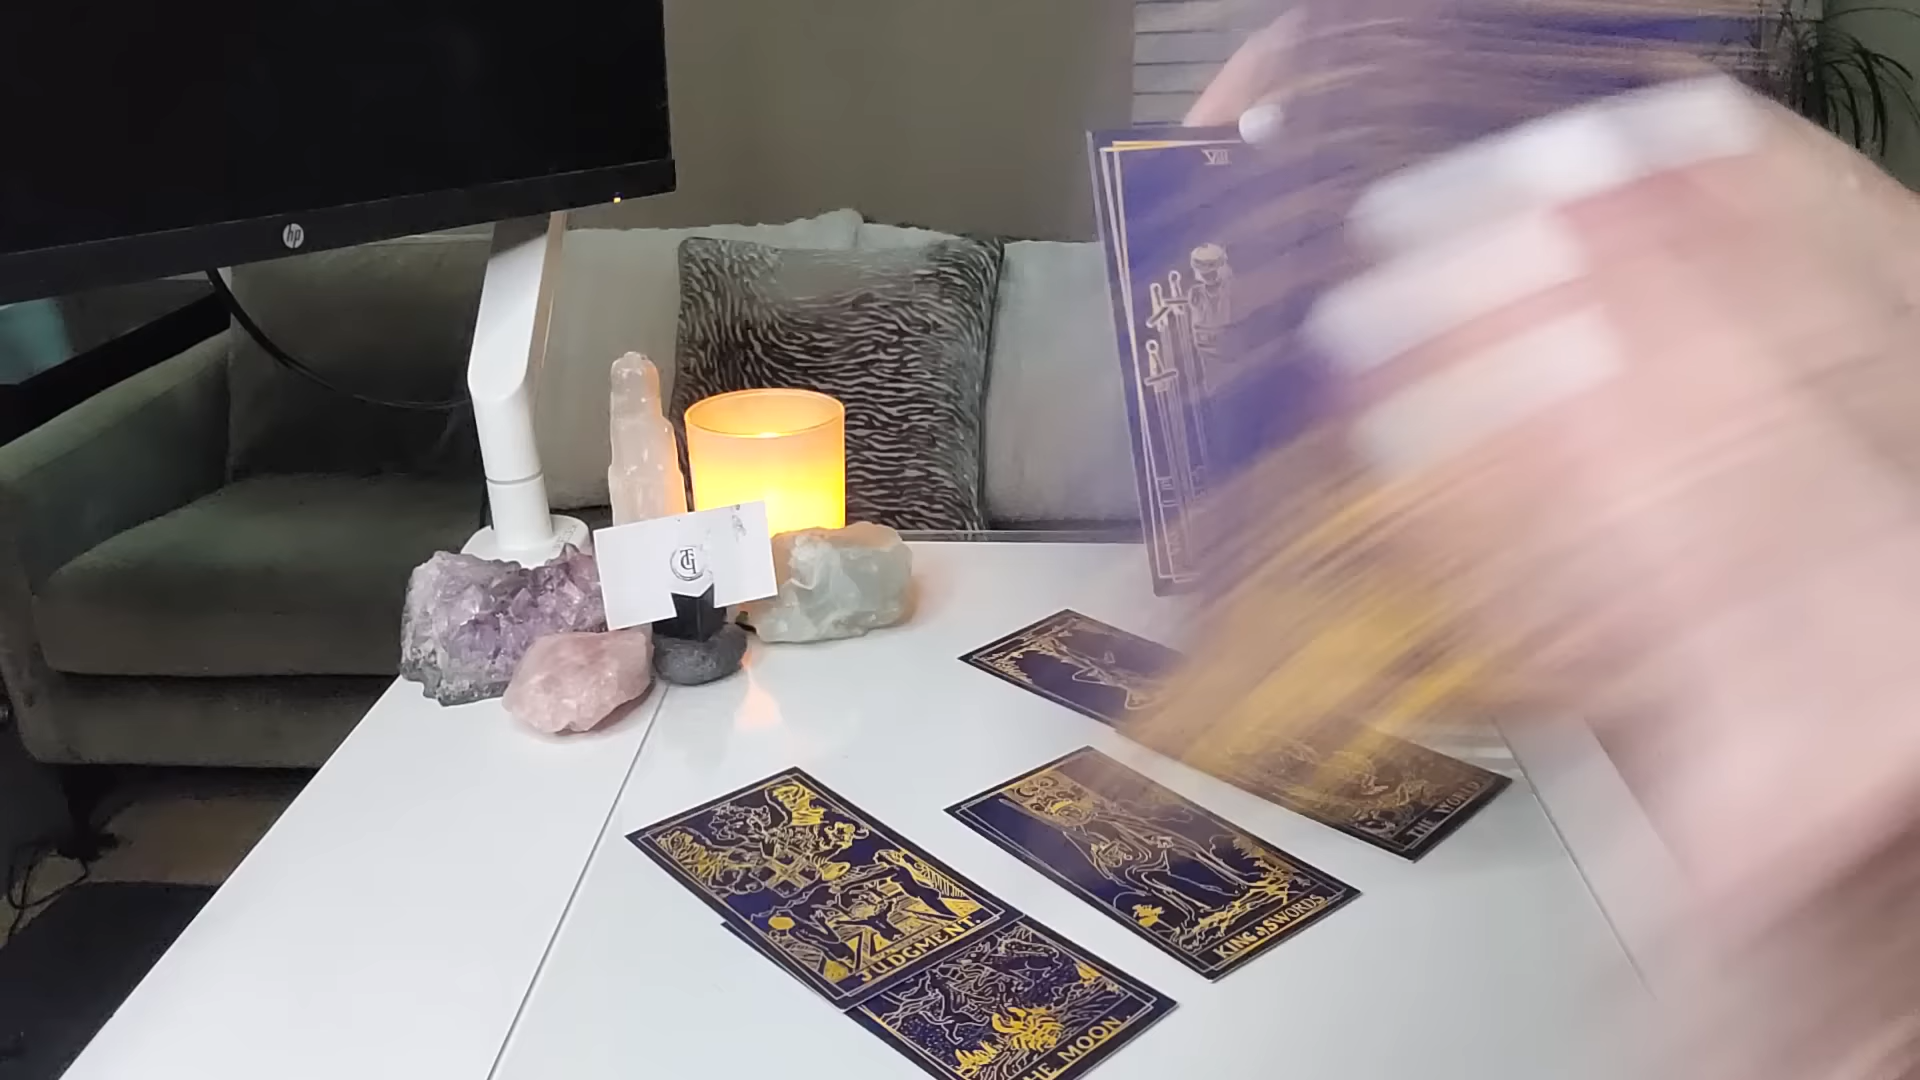 hp
VIII
THE WORLD
KING of SWORDS
JUDGMENT.
THE MOON.